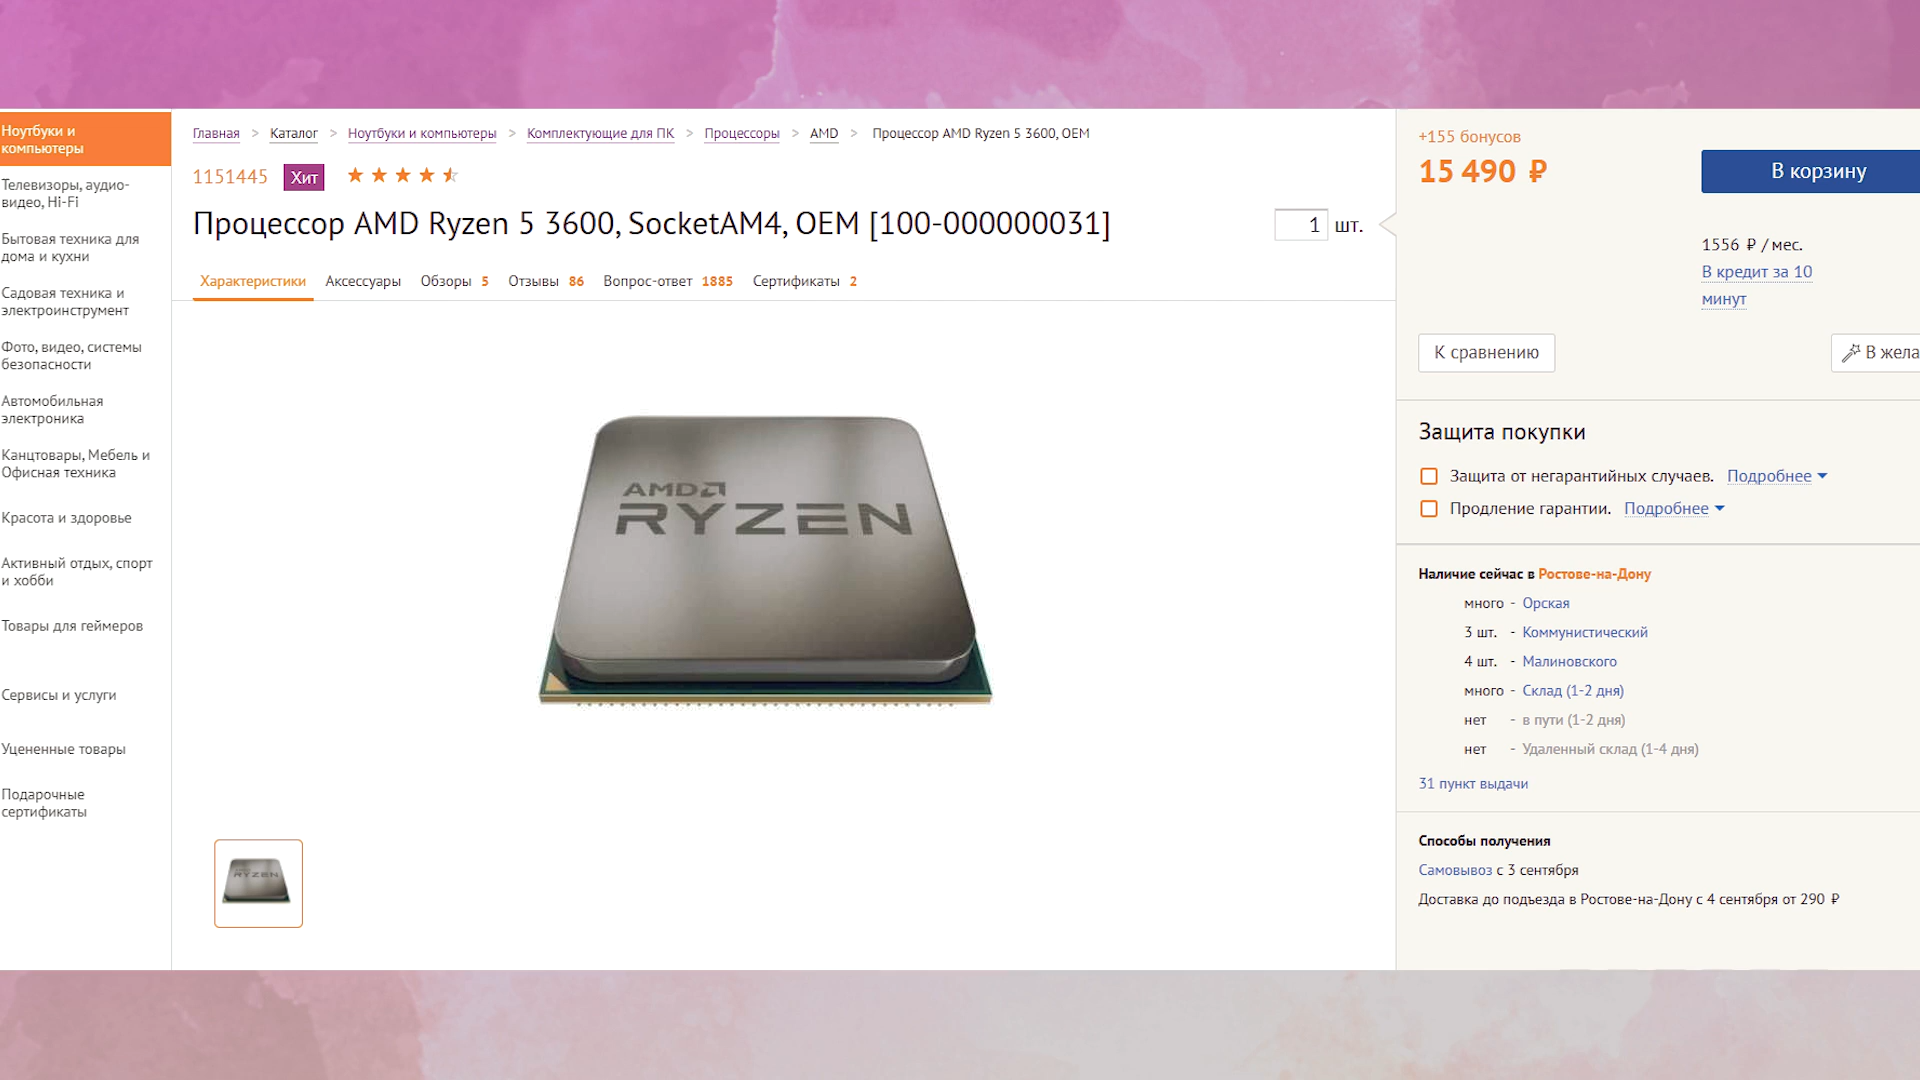 Ноутбуки и
компьютеры
Телевизоры, аудио-
видео, Hi-Fi
Бытовая техника для
дома и кухни
Садовая техника и
электроинструмент
Фото, видео, системы
безопасности
Автомобильная
электроника
Канцтовары, Мебель и
Офисная техника
Красота и здоровье
Активный отдых, спорт
и хобби
Товары для геймеров
Сервисы и услуги
Уцененные товары
Подарочные
сертификаты
Главная > Каталог > Ноутбуки и компьютеры > Комплектующие для ПК > Процессоры > AMD > Процессор AMD Ryzen 5 3600, OEM
1151445 Хит
Процессор AMD Ryzen 5 3600, SocketAM4, OEM [100-000000031]
1 шт.
Характеристики Аксессуары Обзоры 5 Отзывы 86 Вопрос-ответ 1885 Сертификаты 2
AMD
RYZEN
AMD
RYZEN
+155 бонусов
15 490 ₽
В корзину
1556 ₽ / мес.
В кредит за 10
минут
К сравнению
В жела
Защита покупки
Защита от негарантийных случаев. Подробнее
Продление гарантии. Подробнее
Наличие сейчас в Ростове-на-Дону
много - Орская
3 шт. - Коммунистический
4 шт. - Малиновского
много - Склад (1-2 дня)
нет - в пути (1-2 дня)
нет - Удаленный склад (1-4 дня)
31 пункт выдачи
Способы получения
Самовывоз с 3 сентября
Доставка до подъезда в Ростове-на-Дону с 4 сентября от 290 ₽